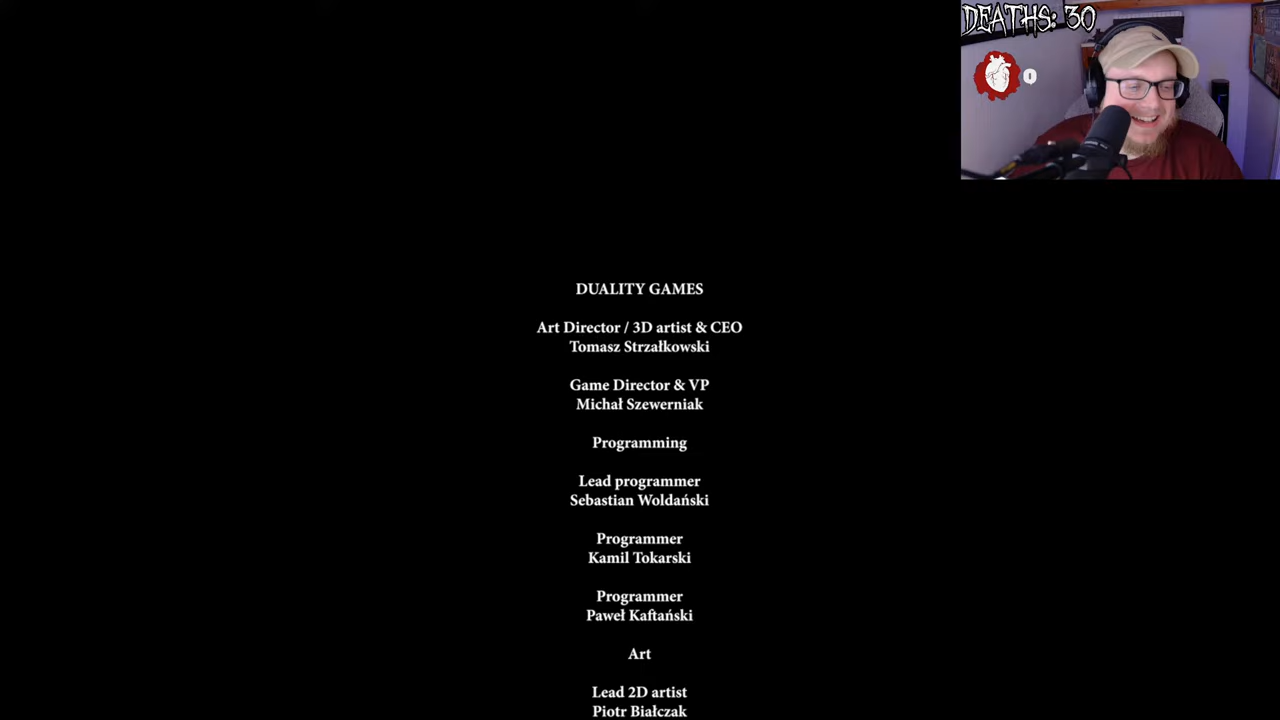 DEATHS: 30
0
DUALITY GAMES
Art Director / 3D artist & CEO
Tomasz Strzałkowski
Game Director & VP
Michał Szewerniak
Programming
Lead programmer
Sebastian Woldański
Programmer
Kamil Tokarski
Programmer
Paweł Kaftański
Art
Lead 2D artist
Piotr Białczak